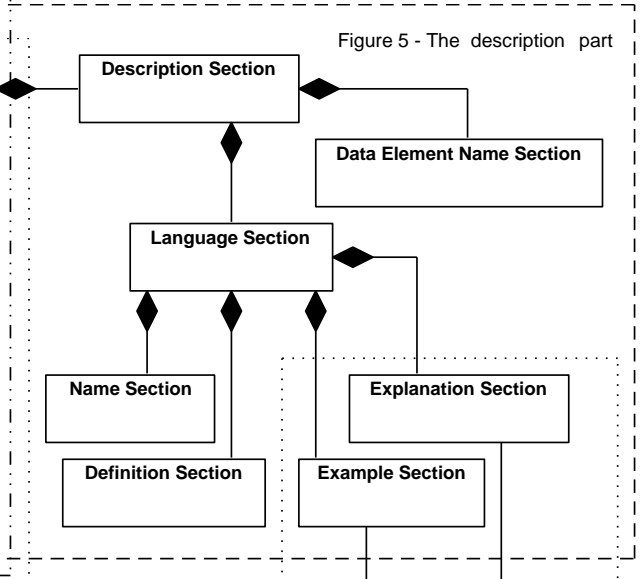 Figure 5 - The description part
Description Section
Data Element Name Section
Language Section
Name Section
Explanation Section
Definition Section
Example Section